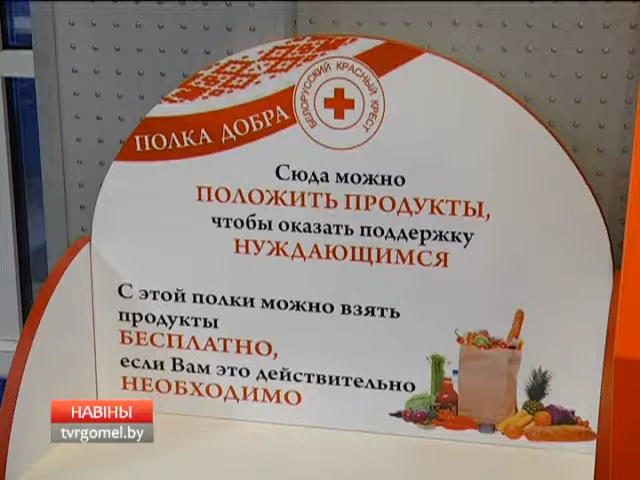 ПОЛКА ДОБРА
БЕЛОРУССКИЙ КРАСНЫЙ КРЕСТ
Сюда можно
ПОЛОЖИТЬ ПРОДУКТЫ,
чтобы оказать поддержку
НУЖДАЮЩИМСЯ
С этой полки можно взять
продукты
БЕСПЛАТНО,
если Вам это действительно
НЕОБХОДИМО
НАВІНЫ
tvrgomel.by